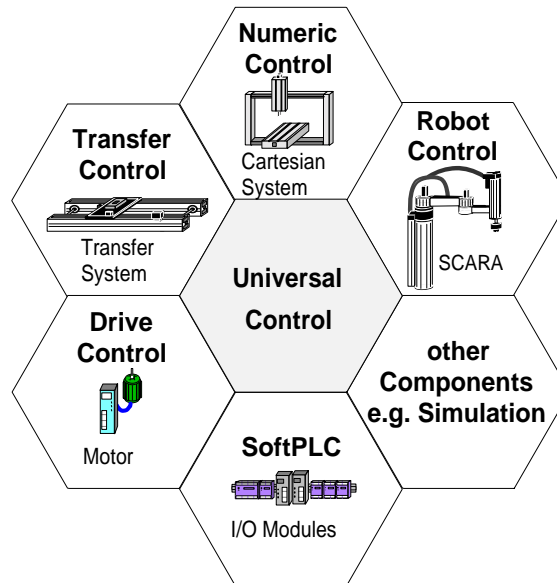 Numeric
Control
Cartesian
System
Transfer
Control
Transfer
System
Robot
Control
SCARA
Universal
Control
Drive
Control
Motor
other
Components
e.g. Simulation
SoftPLC
I/O Modules